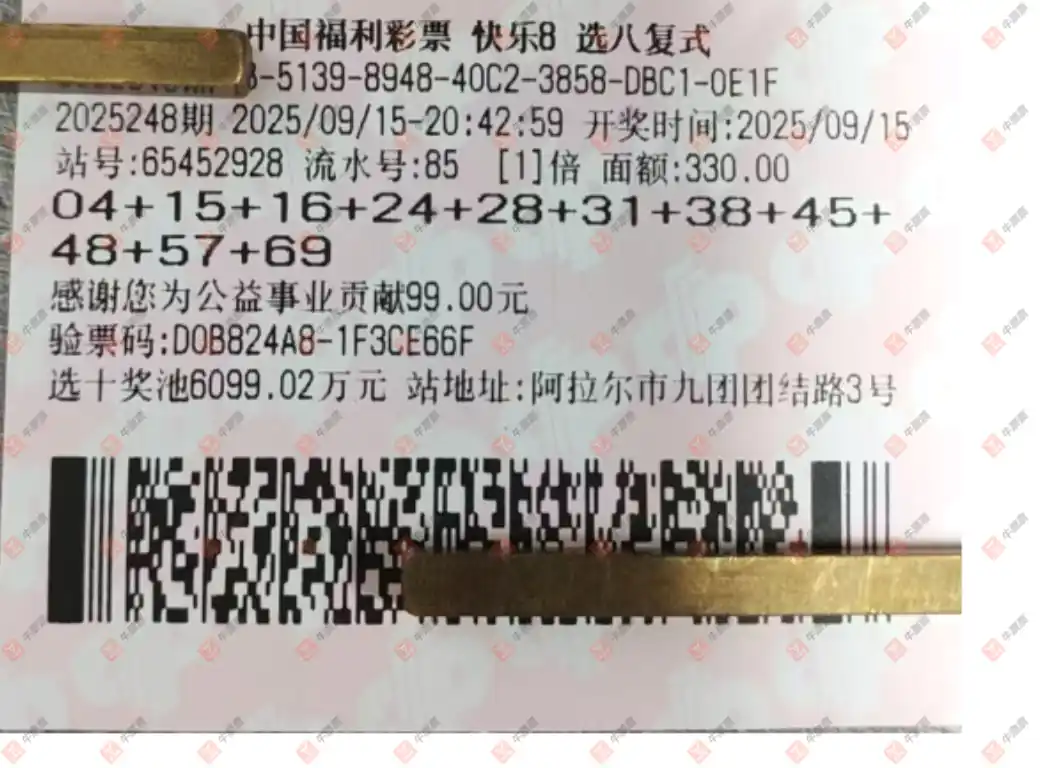 中国福利彩票 快乐8 选八复式
-5139-8948-40C2-3858-DBC1-0E1F
2025248期 2025/09/15-20:42:59 开奖时间:2025/09/15
站号:65452928 流水号:85 [1]倍 面额:330.00
04+15+16+24+28+31+38+45+
48+57+69
感谢您为公益事业贡献99.00元
验票码:D0B824A8-1F3CE66F
选十奖池6099.02万元 站地址:阿拉尔市九团团结路3号